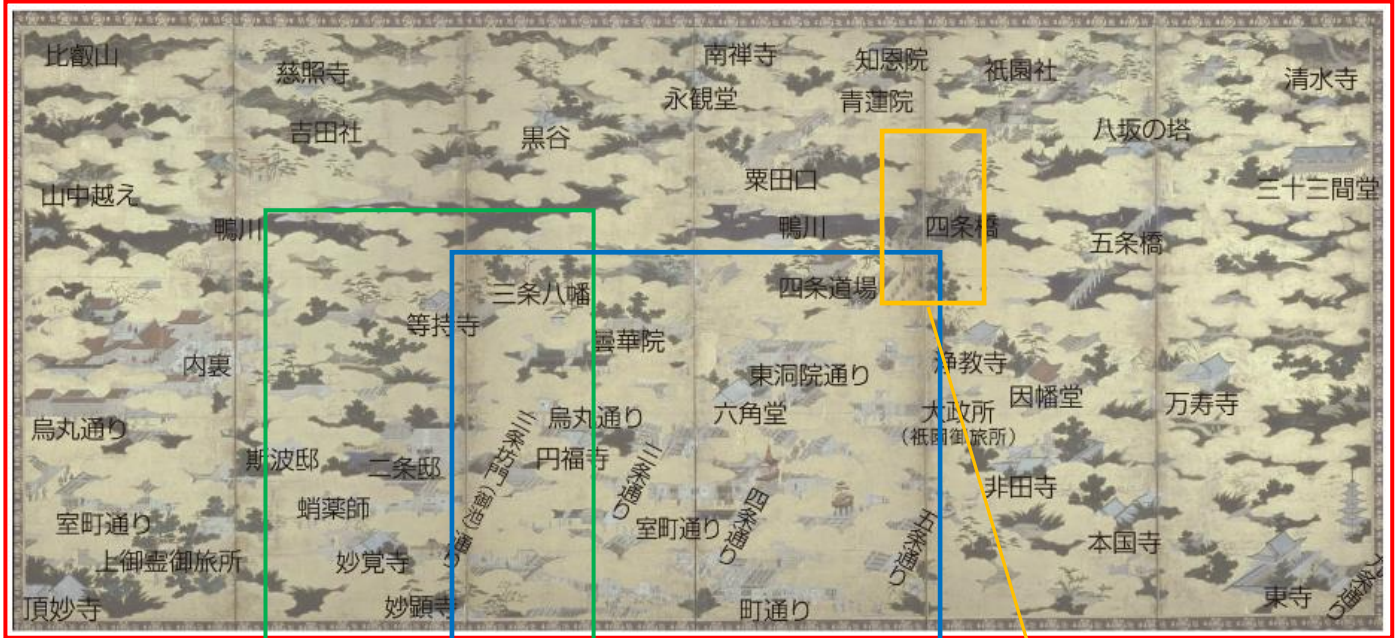 比叡山
慈照寺
南禅寺
知恩院
祇園社
清水寺
永観堂
青蓮院
吉田社
黒谷
八坂の塔
山中越え
粟田口
三十三間堂
鴨川
鴨川
四条橋
五条橋
三条八幡
四条道場
等持寺
曇華院
内裏
東洞院通り
浄教寺
因幡堂
万寿寺
烏丸通り
烏丸通り
六角堂
大政所
(祇園御旅所)
斯波邸
二条邸
円福寺
三条坊門(御池)通り
三条通り
四条通り
五条通り
非田寺
蛸薬師
室町通り
室町通り
本国寺
上御霊御旅所
妙覚寺
頂妙寺
妙顕寺
町通り
東寺
九条通り